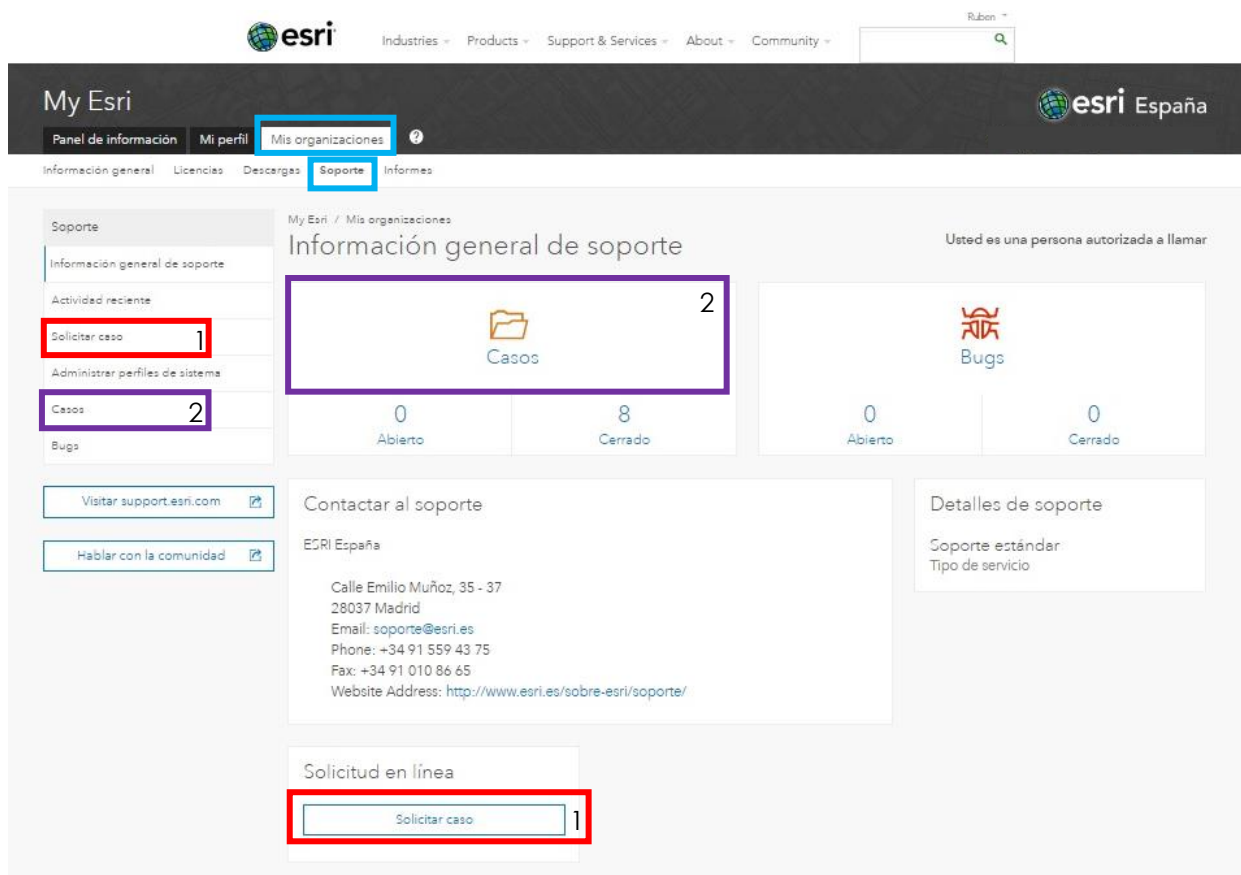 Ruben
esri Industries Products Support & Services About Community
My Esri
esri España
Panel de información Mi perfil Mis organizaciones ?
Información general Licencias Descargas Soporte Informes
Soporte
Información general de soporte
Actividad reciente
Solicitar caso 1
Administrar perfiles de sistema
Casos 2
Bugs
Visitar support.esri.com
Hablar con la comunidad
My Esri / Mis organizaciones
Información general de soporte
Usted es una persona autorizada a llamar
2
Casos
0 8
Abierto Cerrado
Bugs
0 0
Abierto Cerrado
Contactar al soporte
ESRI España
Calle Emilio Muñoz, 35 - 37
28037 Madrid
Email: soporte@esri.es
Phone: +34 91 559 43 75
Fax: +34 91 010 86 65
Website Address: http://www.esri.es/sobre-esri/soporte/
Detalles de soporte
Soporte estándar
Tipo de servicio
Solicitud en línea
Solicitar caso 1